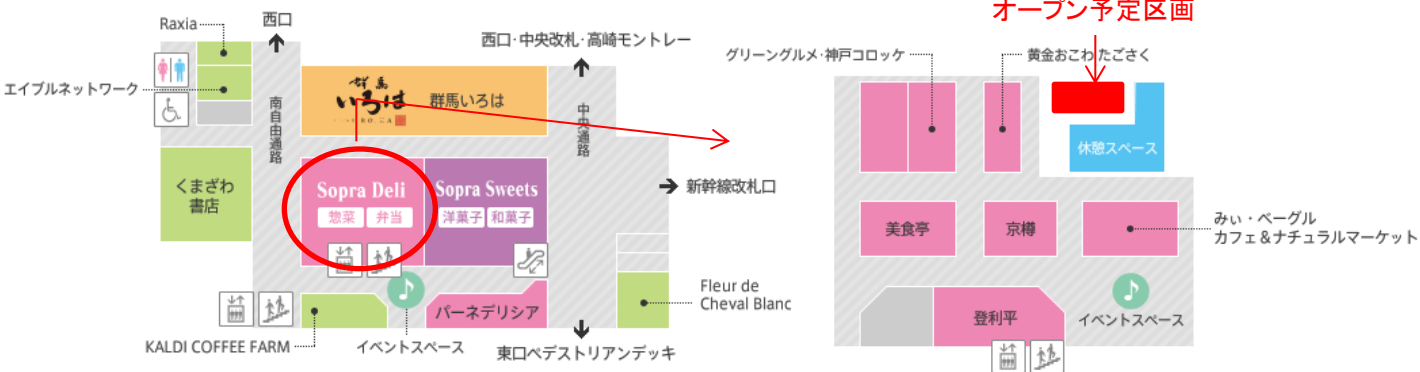 オープン予定区画
Raxia
西口
西口・中央改札・高崎モントレー
グリーングルメ・神戸コロッケ
黄金おこわ たごさく
エイブルネットワーク
南自由通路
群馬
いろは
群馬いろは
中央通路
休憩スペース
くまざわ
書店
Sopra Deli
惣菜 弁当
Sopra Sweets
洋菓子 和菓子
新幹線改札口
美食亭
京樽
みぃ・ベーグル
カフェ＆ナチュラルマーケット
Fleur de
Cheval Blanc
パーネデリシア
登利平
イベントスペース
KALDI COFFEE FARM
イベントスペース
東口ペデストリアンデッキ